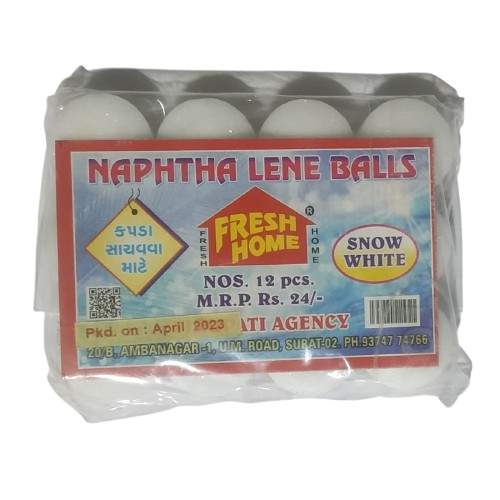 NAPHTHA LENE BALLS
કપડા
સાચવવા
માટે
FRESH
FRESH
HOME
®
HOME
SNOW
WHITE
NOS. 12 pcs.
M.R.P. Rs. 24/-
Pkd. on : April 2023
ATI AGENCY
20/B, AMBANAGAR-1, U.M. ROAD, SURAT-02. PH.93747 74766